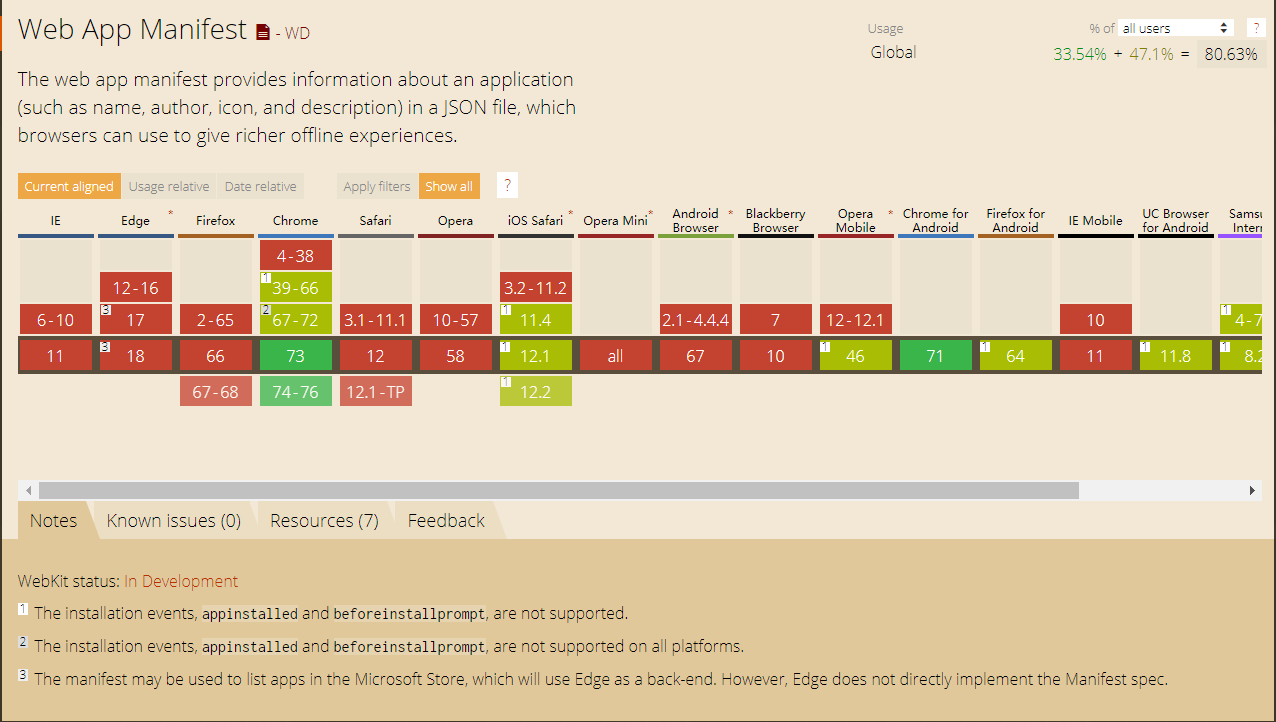 Web App Manifest - WD
Usage
% of all users ?
Global
33.54% + 47.1% = 80.63%
The web app manifest provides information about an application
(such as name, author, icon, and description) in a JSON file, which
browsers can use to give richer offline experiences.
Current aligned Usage relative Date relative Apply filters Show all ?
IE Edge * Firefox Chrome Safari Opera iOS Safari * Opera Mini * Android Browser * Blackberry Browser Opera Mobile * Chrome for Android Firefox for Android IE Mobile UC Browser for Android
4-38
12-16 1 39-66 3.2-11.2
6-10 3 17 2-65 2 67-72 3.1-11.1 10-57 1 11.4 2.1-4.4.4 7 12-12.1 10 1 4-7
11 3 18 66 73 12 58 1 12.1 all 67 10 1 46 71 1 64 11 1 11.8 1 8.2
67-68 74-76 12.1-TP 1 12.2
Notes Known issues (0) Resources (7) Feedback
WebKit status: In Development
1 The installation events, appinstalled and beforeinstallprompt, are not supported.
2 The installation events, appinstalled and beforeinstallprompt, are not supported on all platforms.
3 The manifest may be used to list apps in the Microsoft Store, which will use Edge as a back-end. However, Edge does not directly implement the Manifest spec.